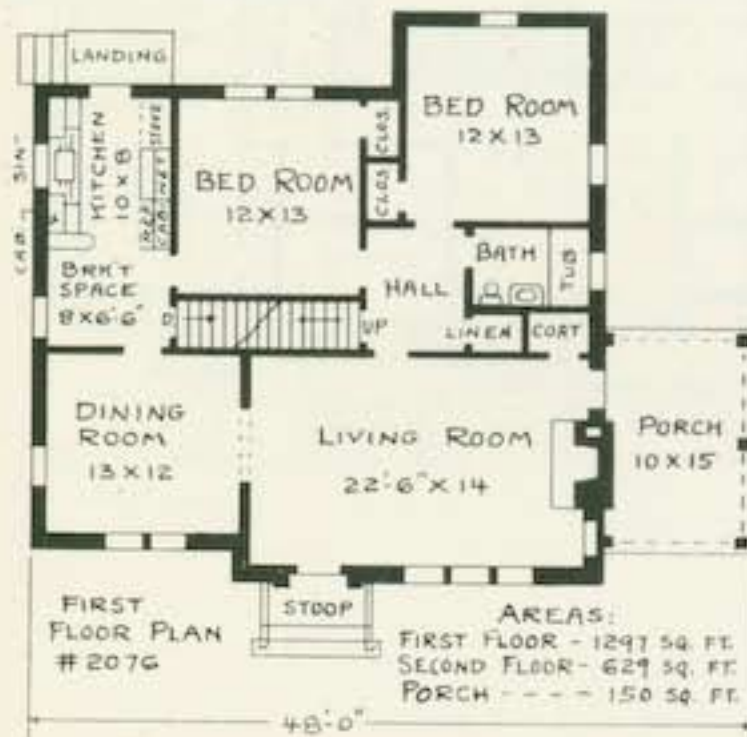 LANDING
CAB'T SINK
KITCHEN
10 X 8
STOVE
REF
CABINET
BED ROOM
12 X 13
CLOS.
CLOS
BED ROOM
12 X 13
BRK'T
SPACE
8 X 6'-6"
D
UP
HALL
BATH
TUB
LINEN
COAT
DINING
ROOM
13 X 12
LIVING ROOM
22'-6" X 14
PORCH
10 X 15
STOOP
FIRST
FLOOR PLAN
# 2076
AREAS:
FIRST FLOOR - 1297 SQ. FT.
SECOND FLOOR - 629 SQ. FT.
PORCH - - - - 150 SQ. FT.
48'-0"